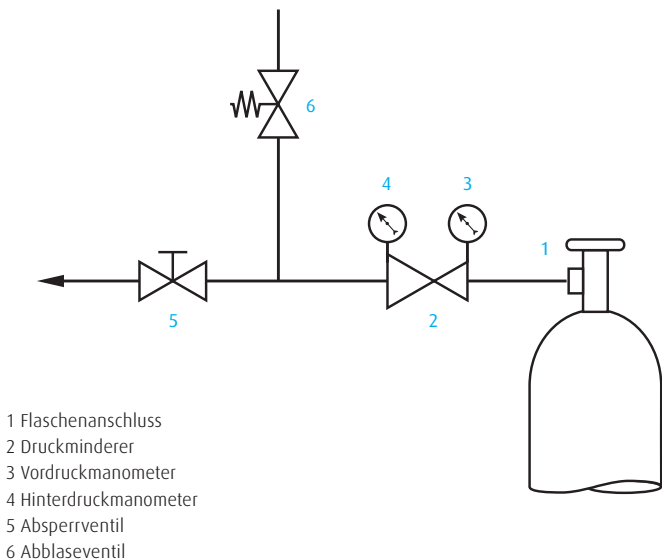 6
4
3
1
5
2
1 Flaschenanschluss
2 Druckminderer
3 Vordruckmanometer
4 Hinterdruckmanometer
5 Absperrventil
6 Abblaseventil